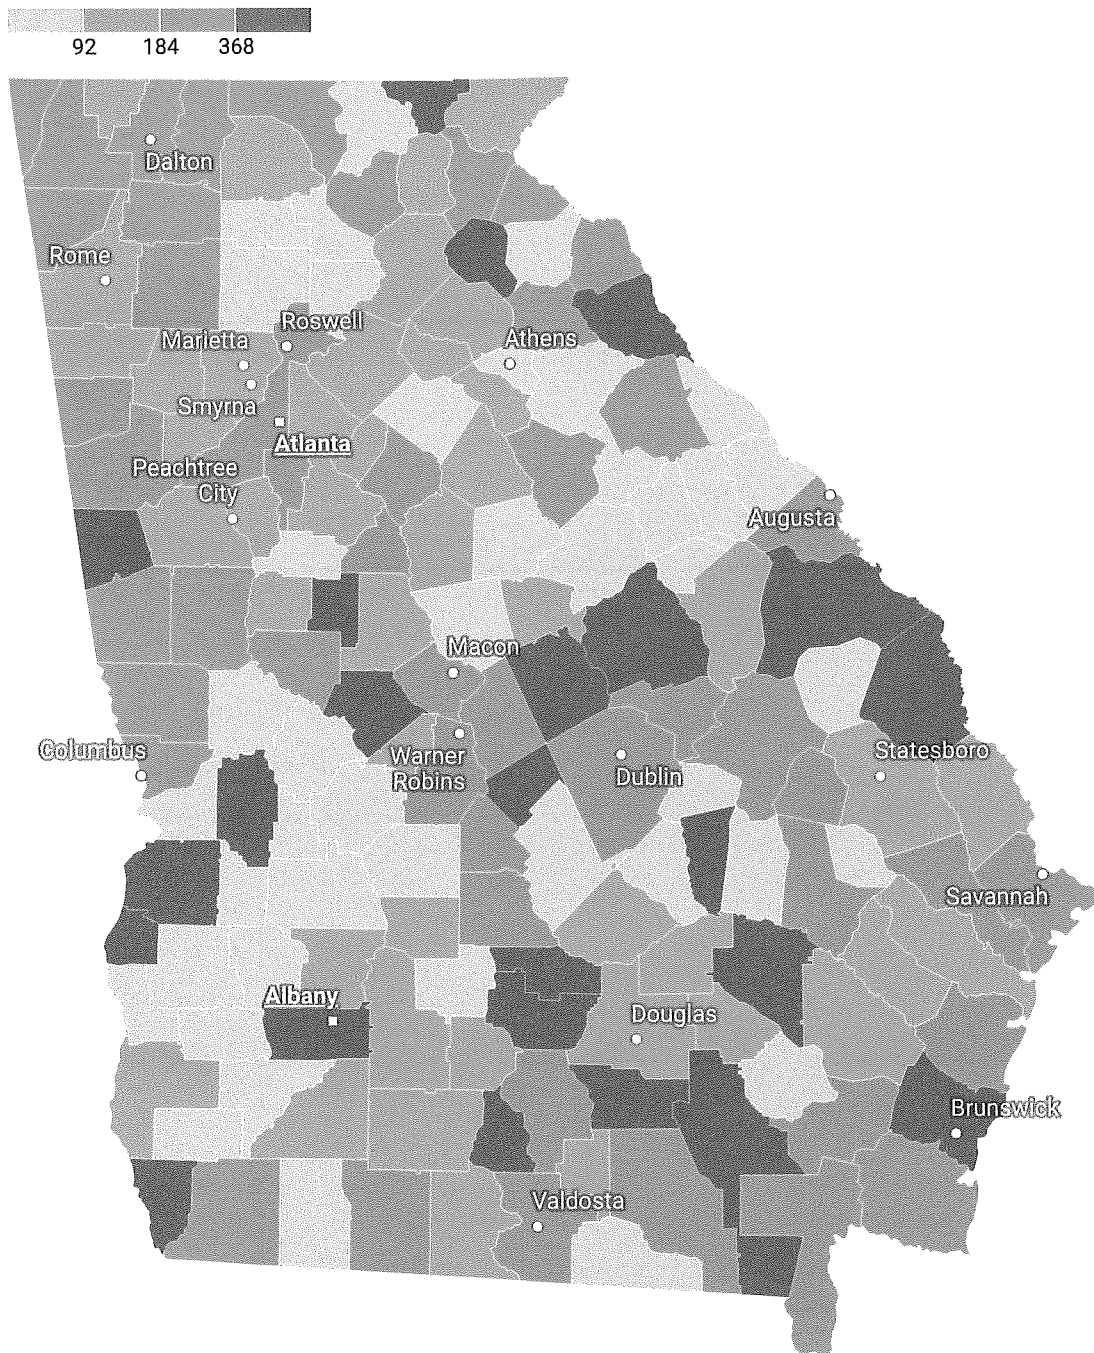 92 184 368
Dalton
Rome
Roswell
Marietta
Athens
Smyrna
Atlanta
Peachtree
City
Augusta
Macon
Columbus
Warner
Robins
Statesboro
Dublin
Savannah
Albany
Douglas
Brunswick
Valdosta